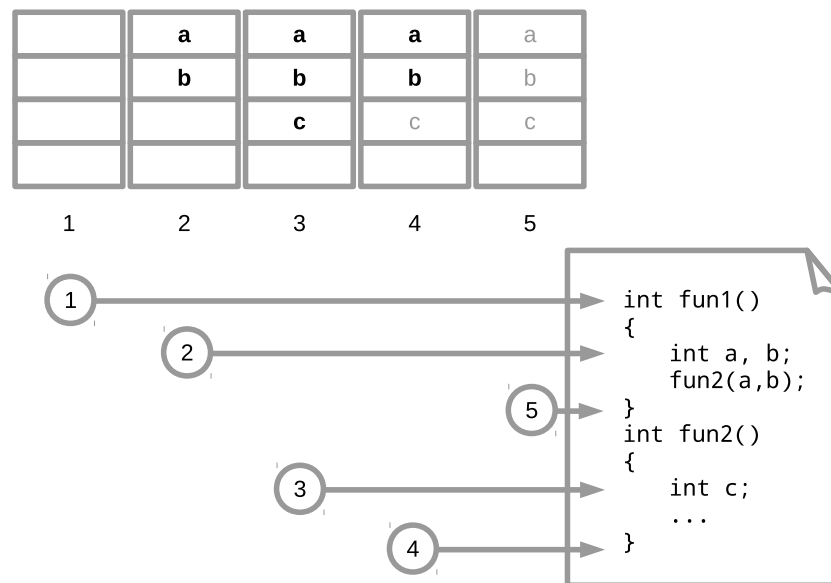 a a a a
b b b b
c c c
1 2 3 4 5
1 int fun1()
{
2 int a, b;
fun2(a,b);
5 }
int fun2()
{
3 int c;
...
4 }